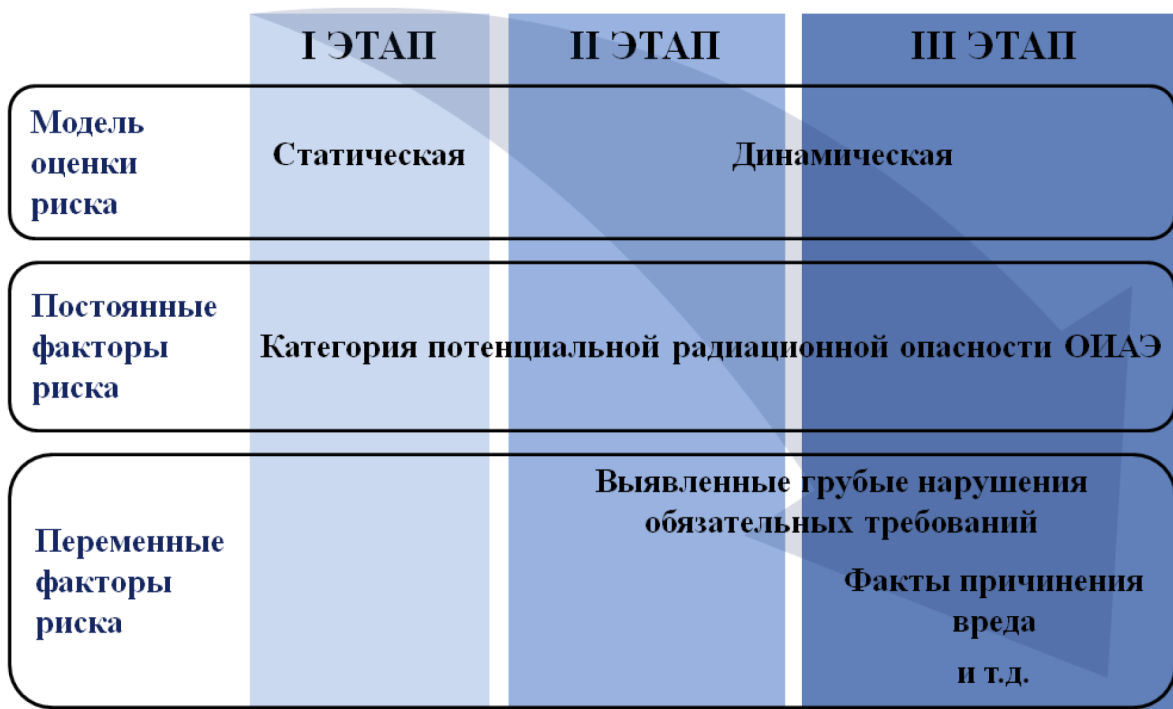 I ЭТАП
II ЭТАП
III ЭТАП
Модель
оценки
риска
Статическая
Динамическая
Постоянные
факторы
риска
Категория потенциальной радиационной опасности ОИАЭ
Переменные
факторы
риска
Выявленные грубые нарушения
обязательных требований
Факты причинения
вреда
и т.д.